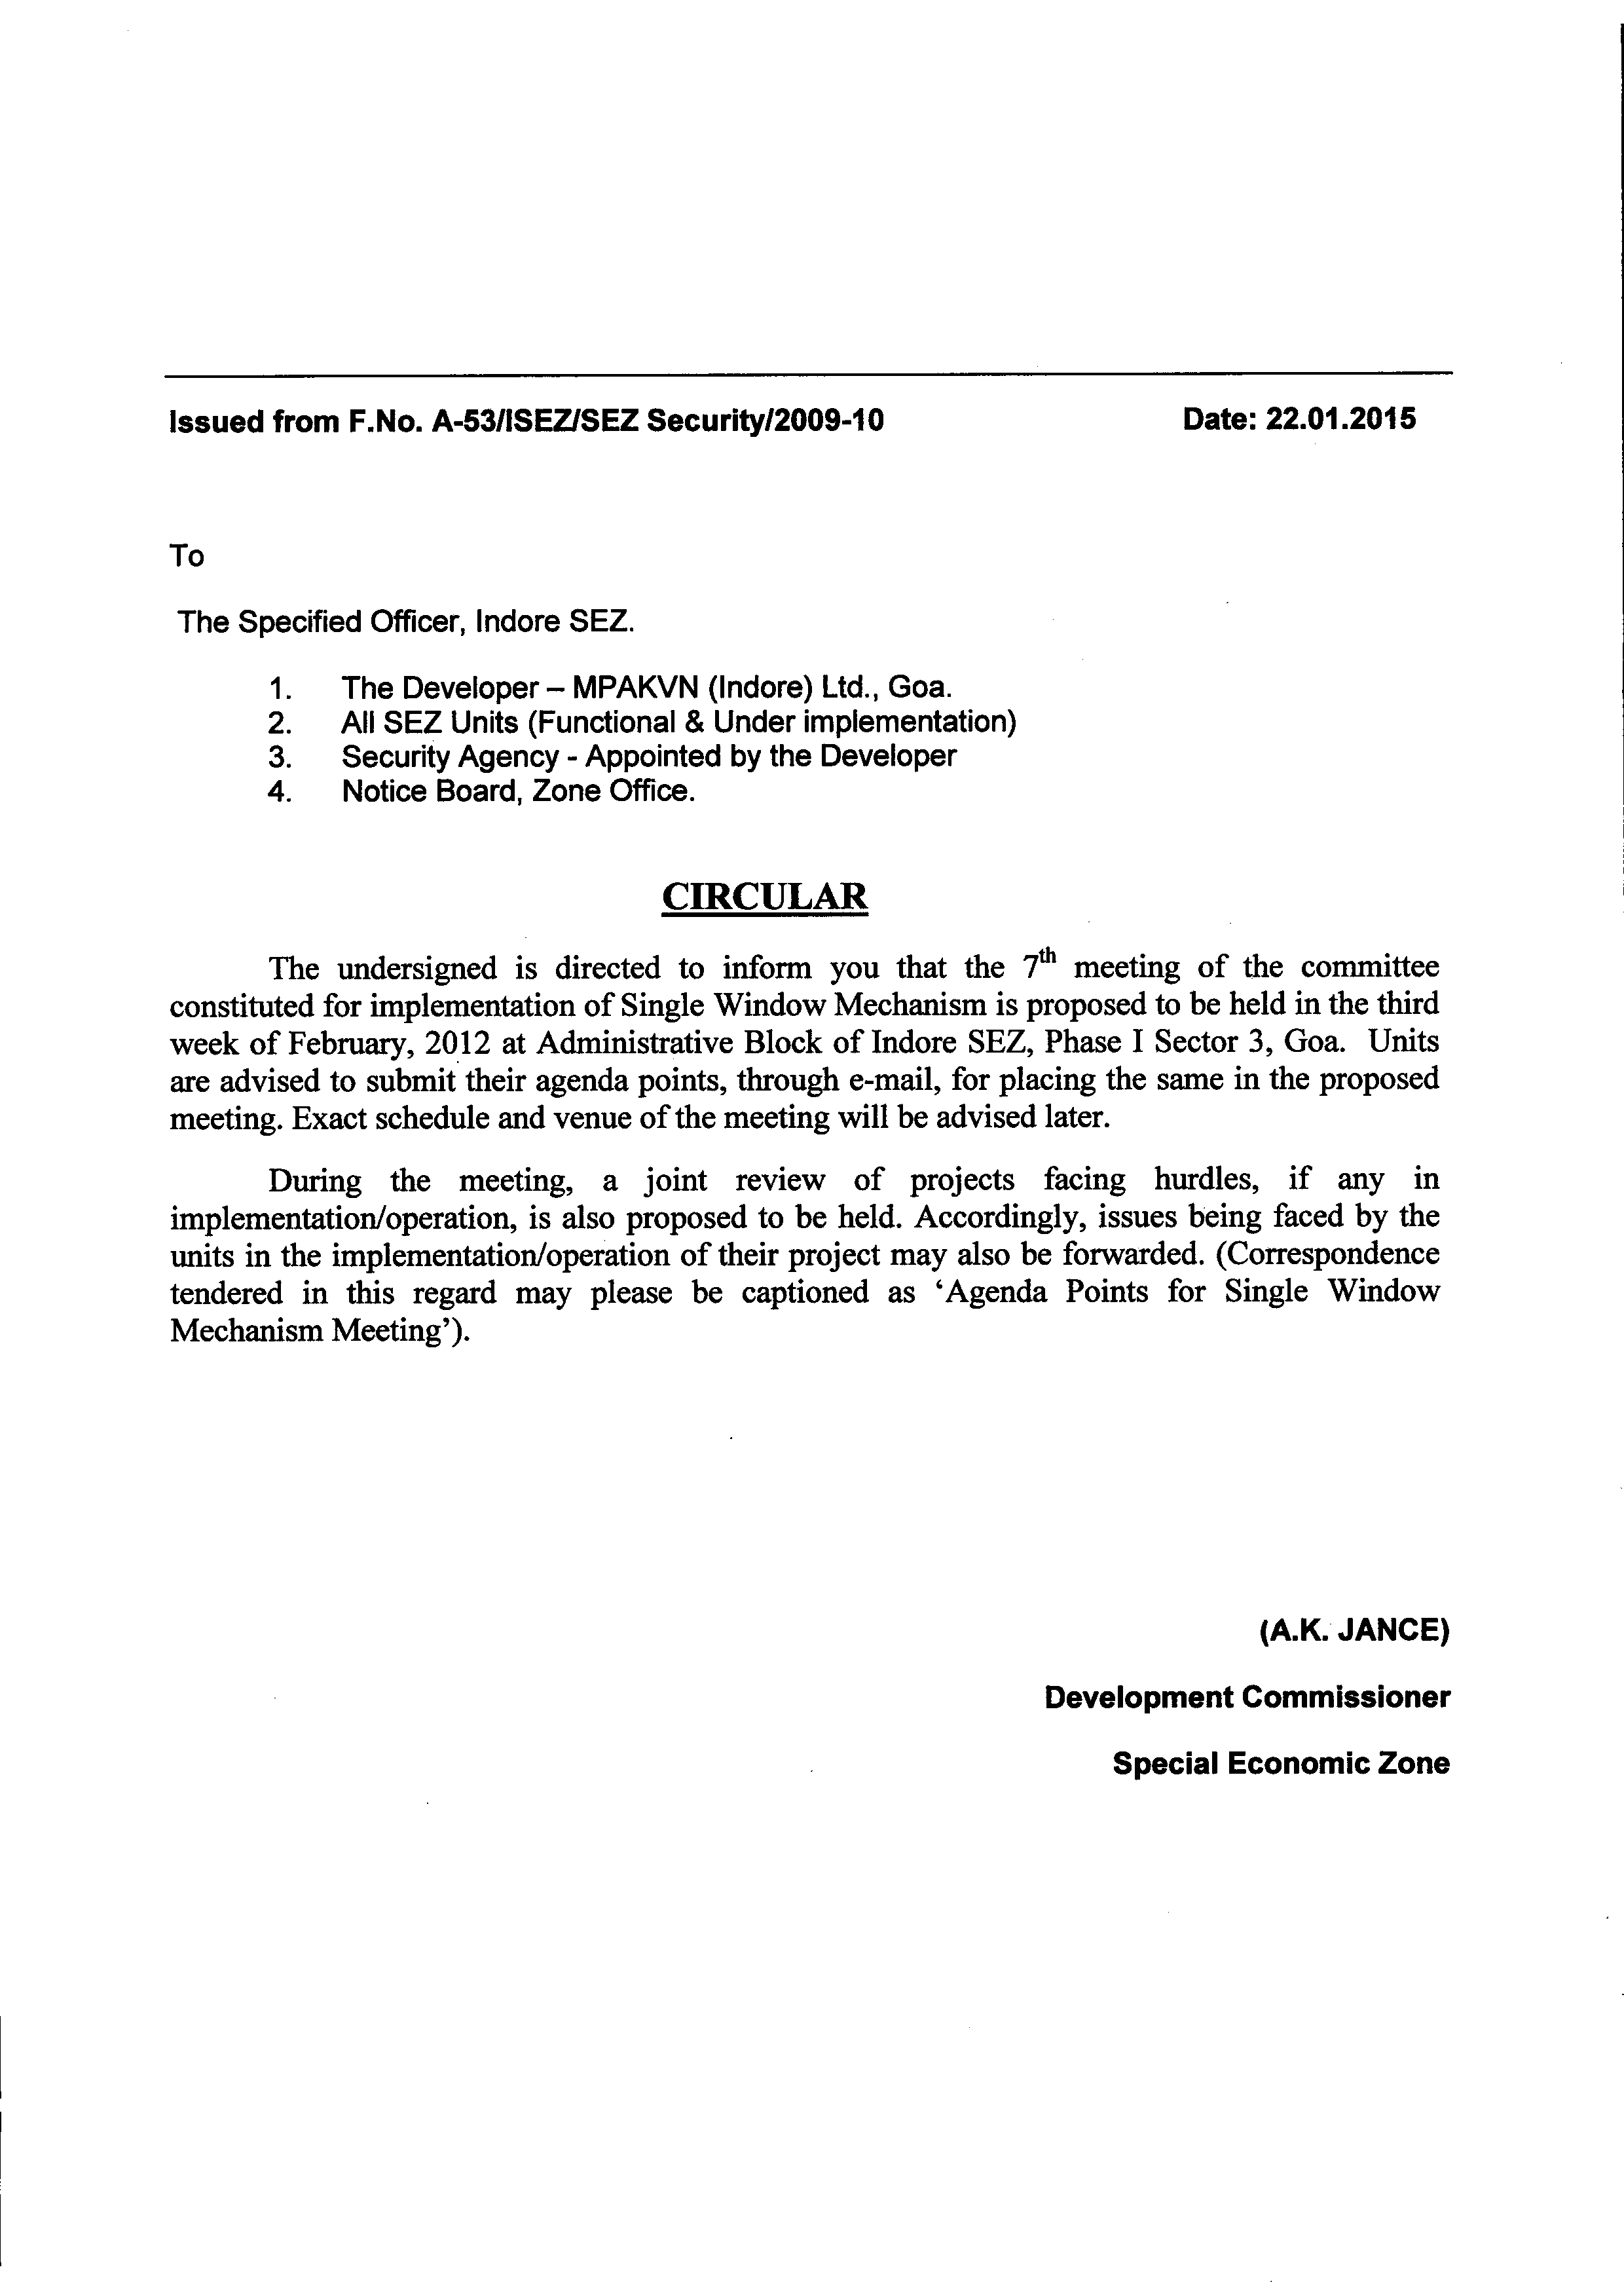 Issued from F.No. A-53/ISEZ/SEZ Security/2009-10 Date: 22.01.2015
To
The Specified Officer, Indore SEZ.
1. The Developer – MPAKVN (Indore) Ltd., Goa.
2. All SEZ Units (Functional & Under implementation)
3. Security Agency - Appointed by the Developer
4. Notice Board, Zone Office.
CIRCULAR
The undersigned is directed to inform you that the 7th meeting of the committee
constituted for implementation of Single Window Mechanism is proposed to be held in the third
week of February, 2012 at Administrative Block of Indore SEZ, Phase I Sector 3, Goa. Units
are advised to submit their agenda points, through e-mail, for placing the same in the proposed
meeting. Exact schedule and venue of the meeting will be advised later.
During the meeting, a joint review of projects facing hurdles, if any in
implementation/operation, is also proposed to be held. Accordingly, issues being faced by the
units in the implementation/operation of their project may also be forwarded. (Correspondence
tendered in this regard may please be captioned as ‘Agenda Points for Single Window
Mechanism Meeting’).
(A.K. JANCE)
Development Commissioner
Special Economic Zone